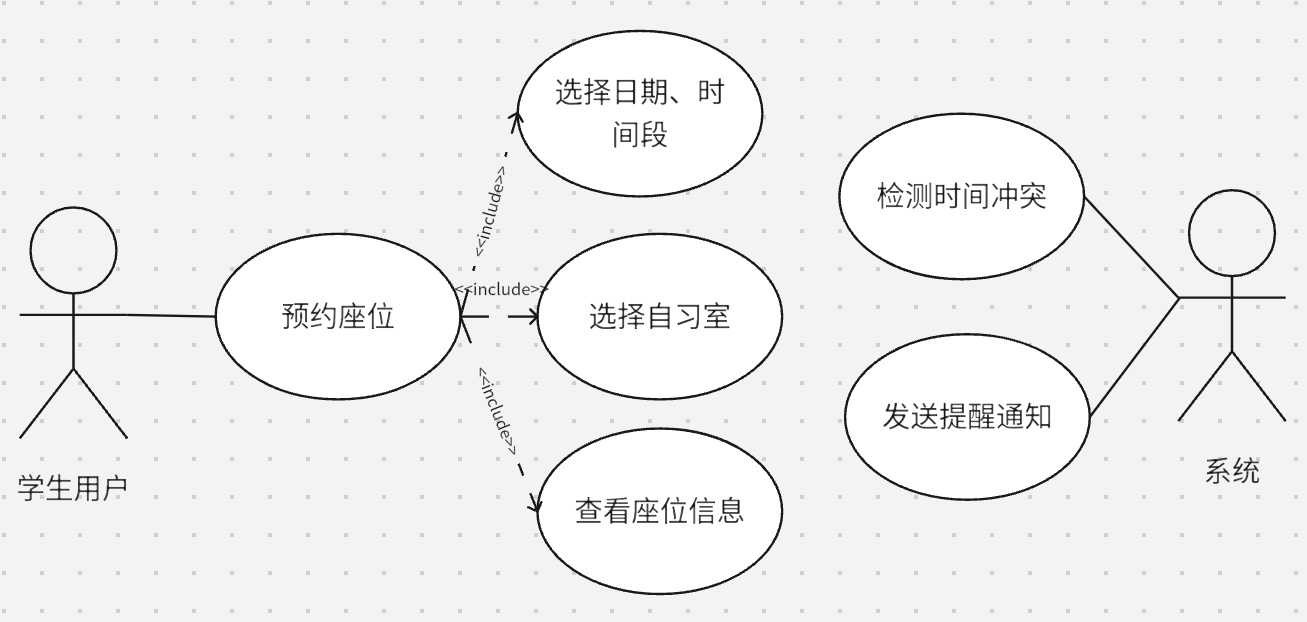 选择日期、时
间段
<<include>>
检测时间冲突
预约座位
<<include>>
选择自习室
<<include>>
发送提醒通知
学生用户
查看座位信息
系统